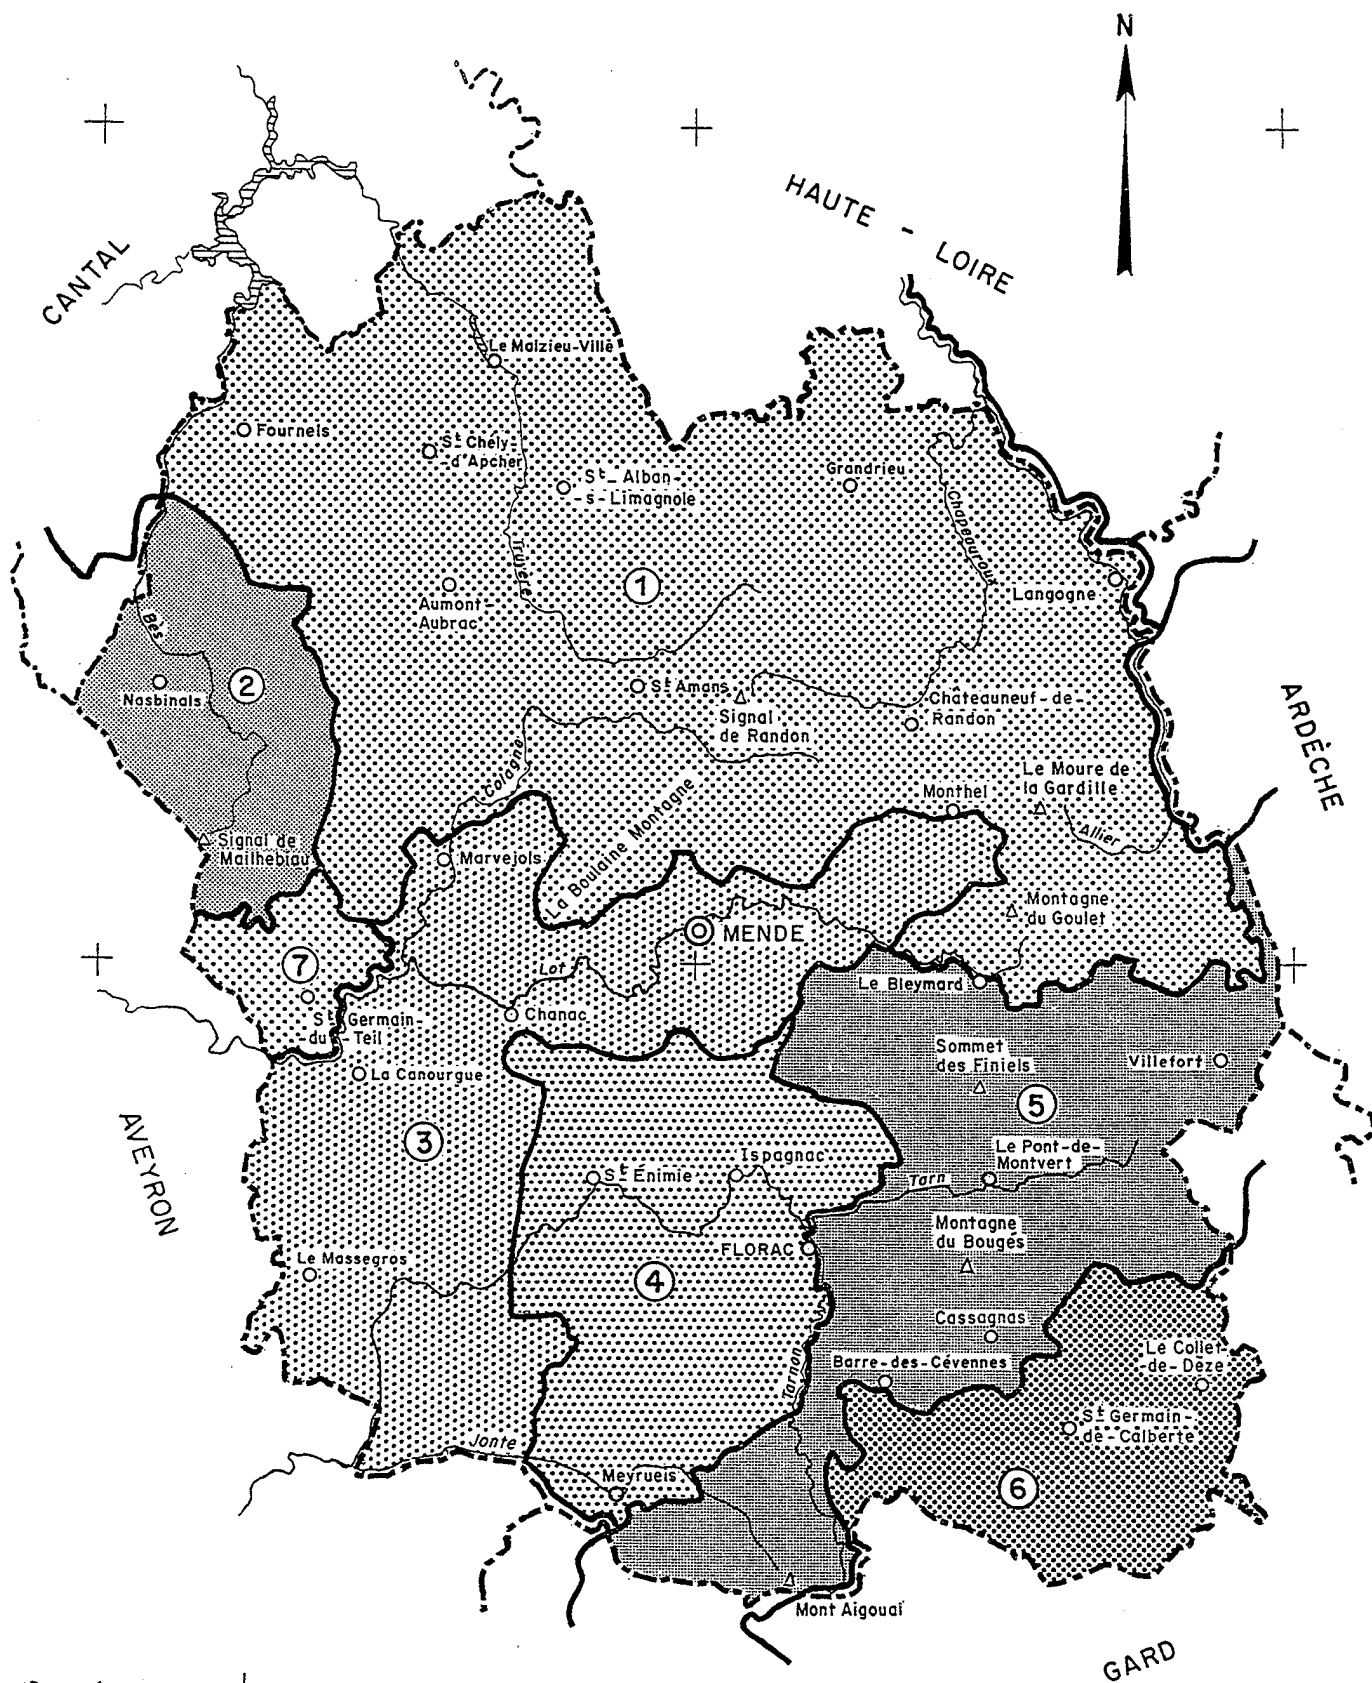 N
HAUTE - LOIRE
CANTAL
Le Malzieu-Ville
Fournels
St Chély-
-d'Apcher
St-Alban-
-s-Limagnole
Grandrieu
Chapeauroux
Truyère
1
Langogne
Aumont-
Aubrac
Bès
2
Nasbinals
St Amans
Signal
de Randon
Châteauneuf-de-
Randon
ARDÈCHE
Colagne
La Boulaine Montagne
Monthel
Le Moure de
la Gardille
Allier
Signal de
Mailhebiau
Marvejols
Montagne
du Goulet
MENDE
7
Lot
Le Bleymard
St Germain
du Teil
Chanac
La Canourgue
Sommet
des Finiels
Villefort
5
AVEYRON
3
Ispagnac
Le Pont-de-
Montvert
St Énimie
Tarn
Montagne
du Bougès
FLORAC
Le Massegros
4
Cassagnas
Le Collet-
-de-Dèze
Barre-des-Cévennes
Tarnon
St Germain-
de-Calberte
Jonte
Meyrueis
6
Mont Aigoual
GARD